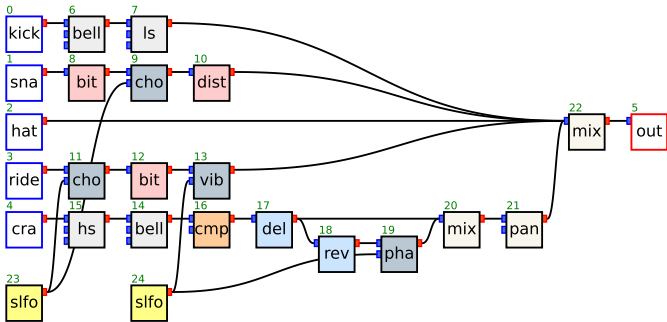 0 6 7
kick bell ls
1 8 9 10
sna bit cho dist
2 22 5
hat mix out
3 11 12 13
ride cho bit vib
4 15 14 16 17 20 21
cra hs bell cmp del mix pan
18 19
rev pha
23 24
slfo slfo